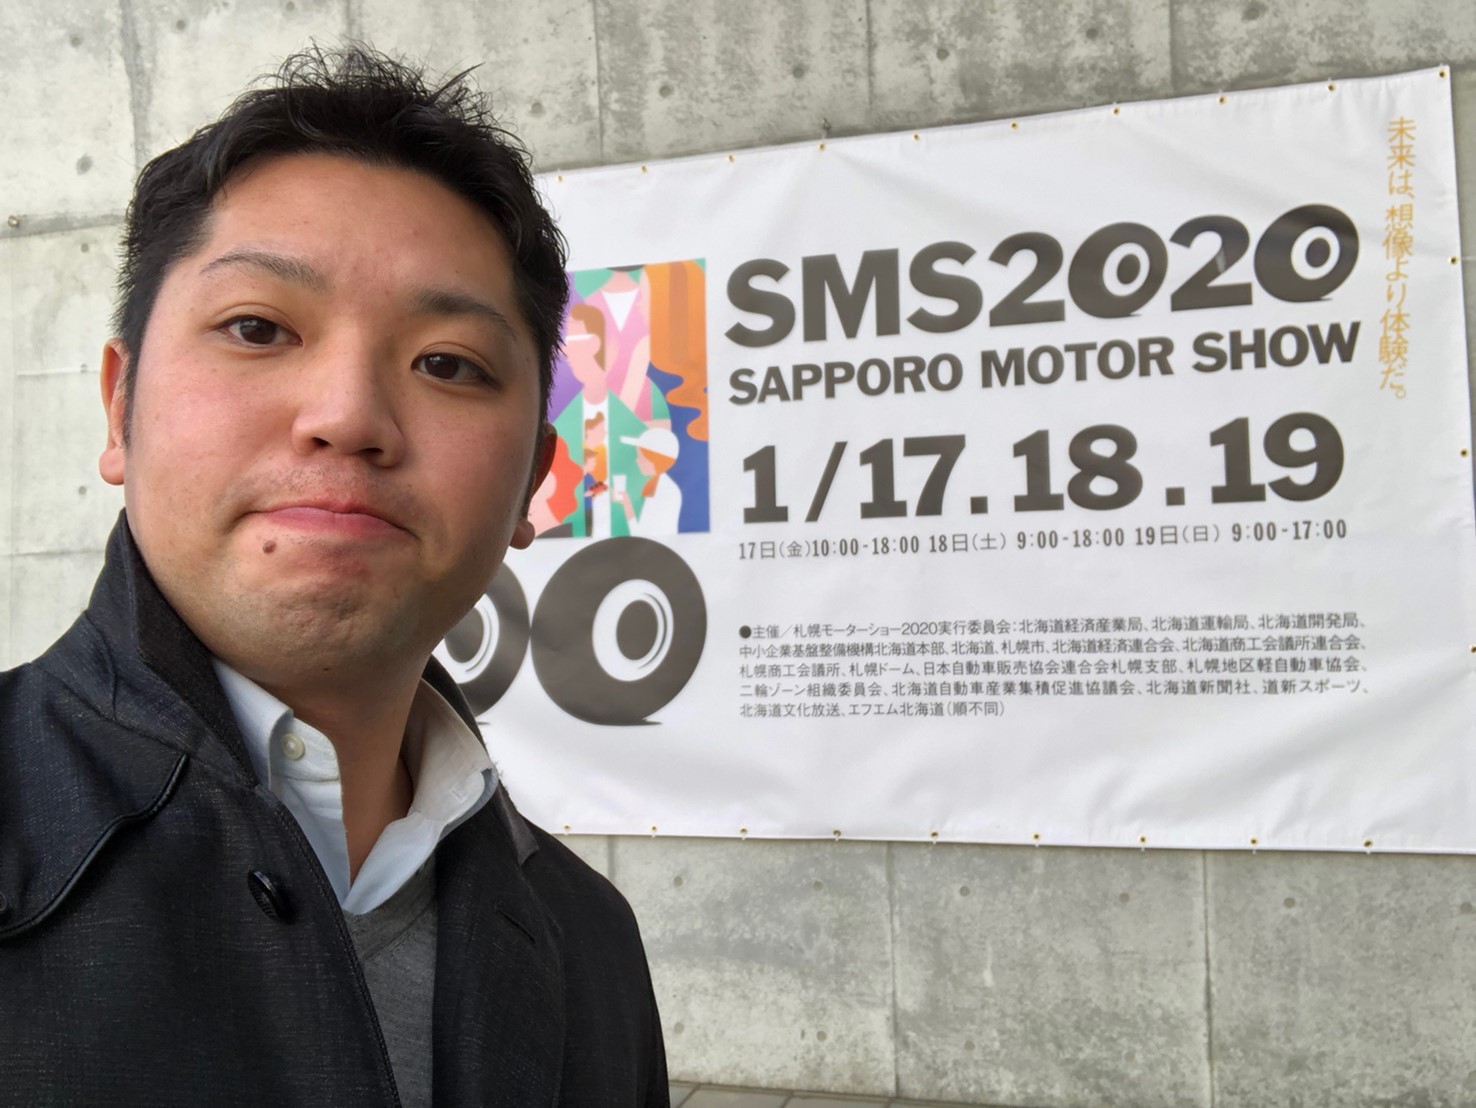 SMS2020
SAPPORO MOTOR SHOW
1/17.18.19
17日(金)10:00-18:00 18日(土) 9:00-18:00 19日(日) 9:00-17:00
●主催／札幌モーターショー2020実行委員会：北海道経済産業局、北海道運輸局、北海道開発局、
中小企業基盤整備機構北海道本部、北海道、札幌市、北海道経済連合会、北海道商工会議所連合会、
札幌商工会議所、札幌ドーム、日本自動車販売協会連合会札幌支部、札幌地区軽自動車協会、
二輪ゾーン組織委員会、北海道自動車産業集積促進協議会、北海道新聞社、道新スポーツ、
北海道文化放送、エフエム北海道（順不同）
未来は、想像より体験だ。